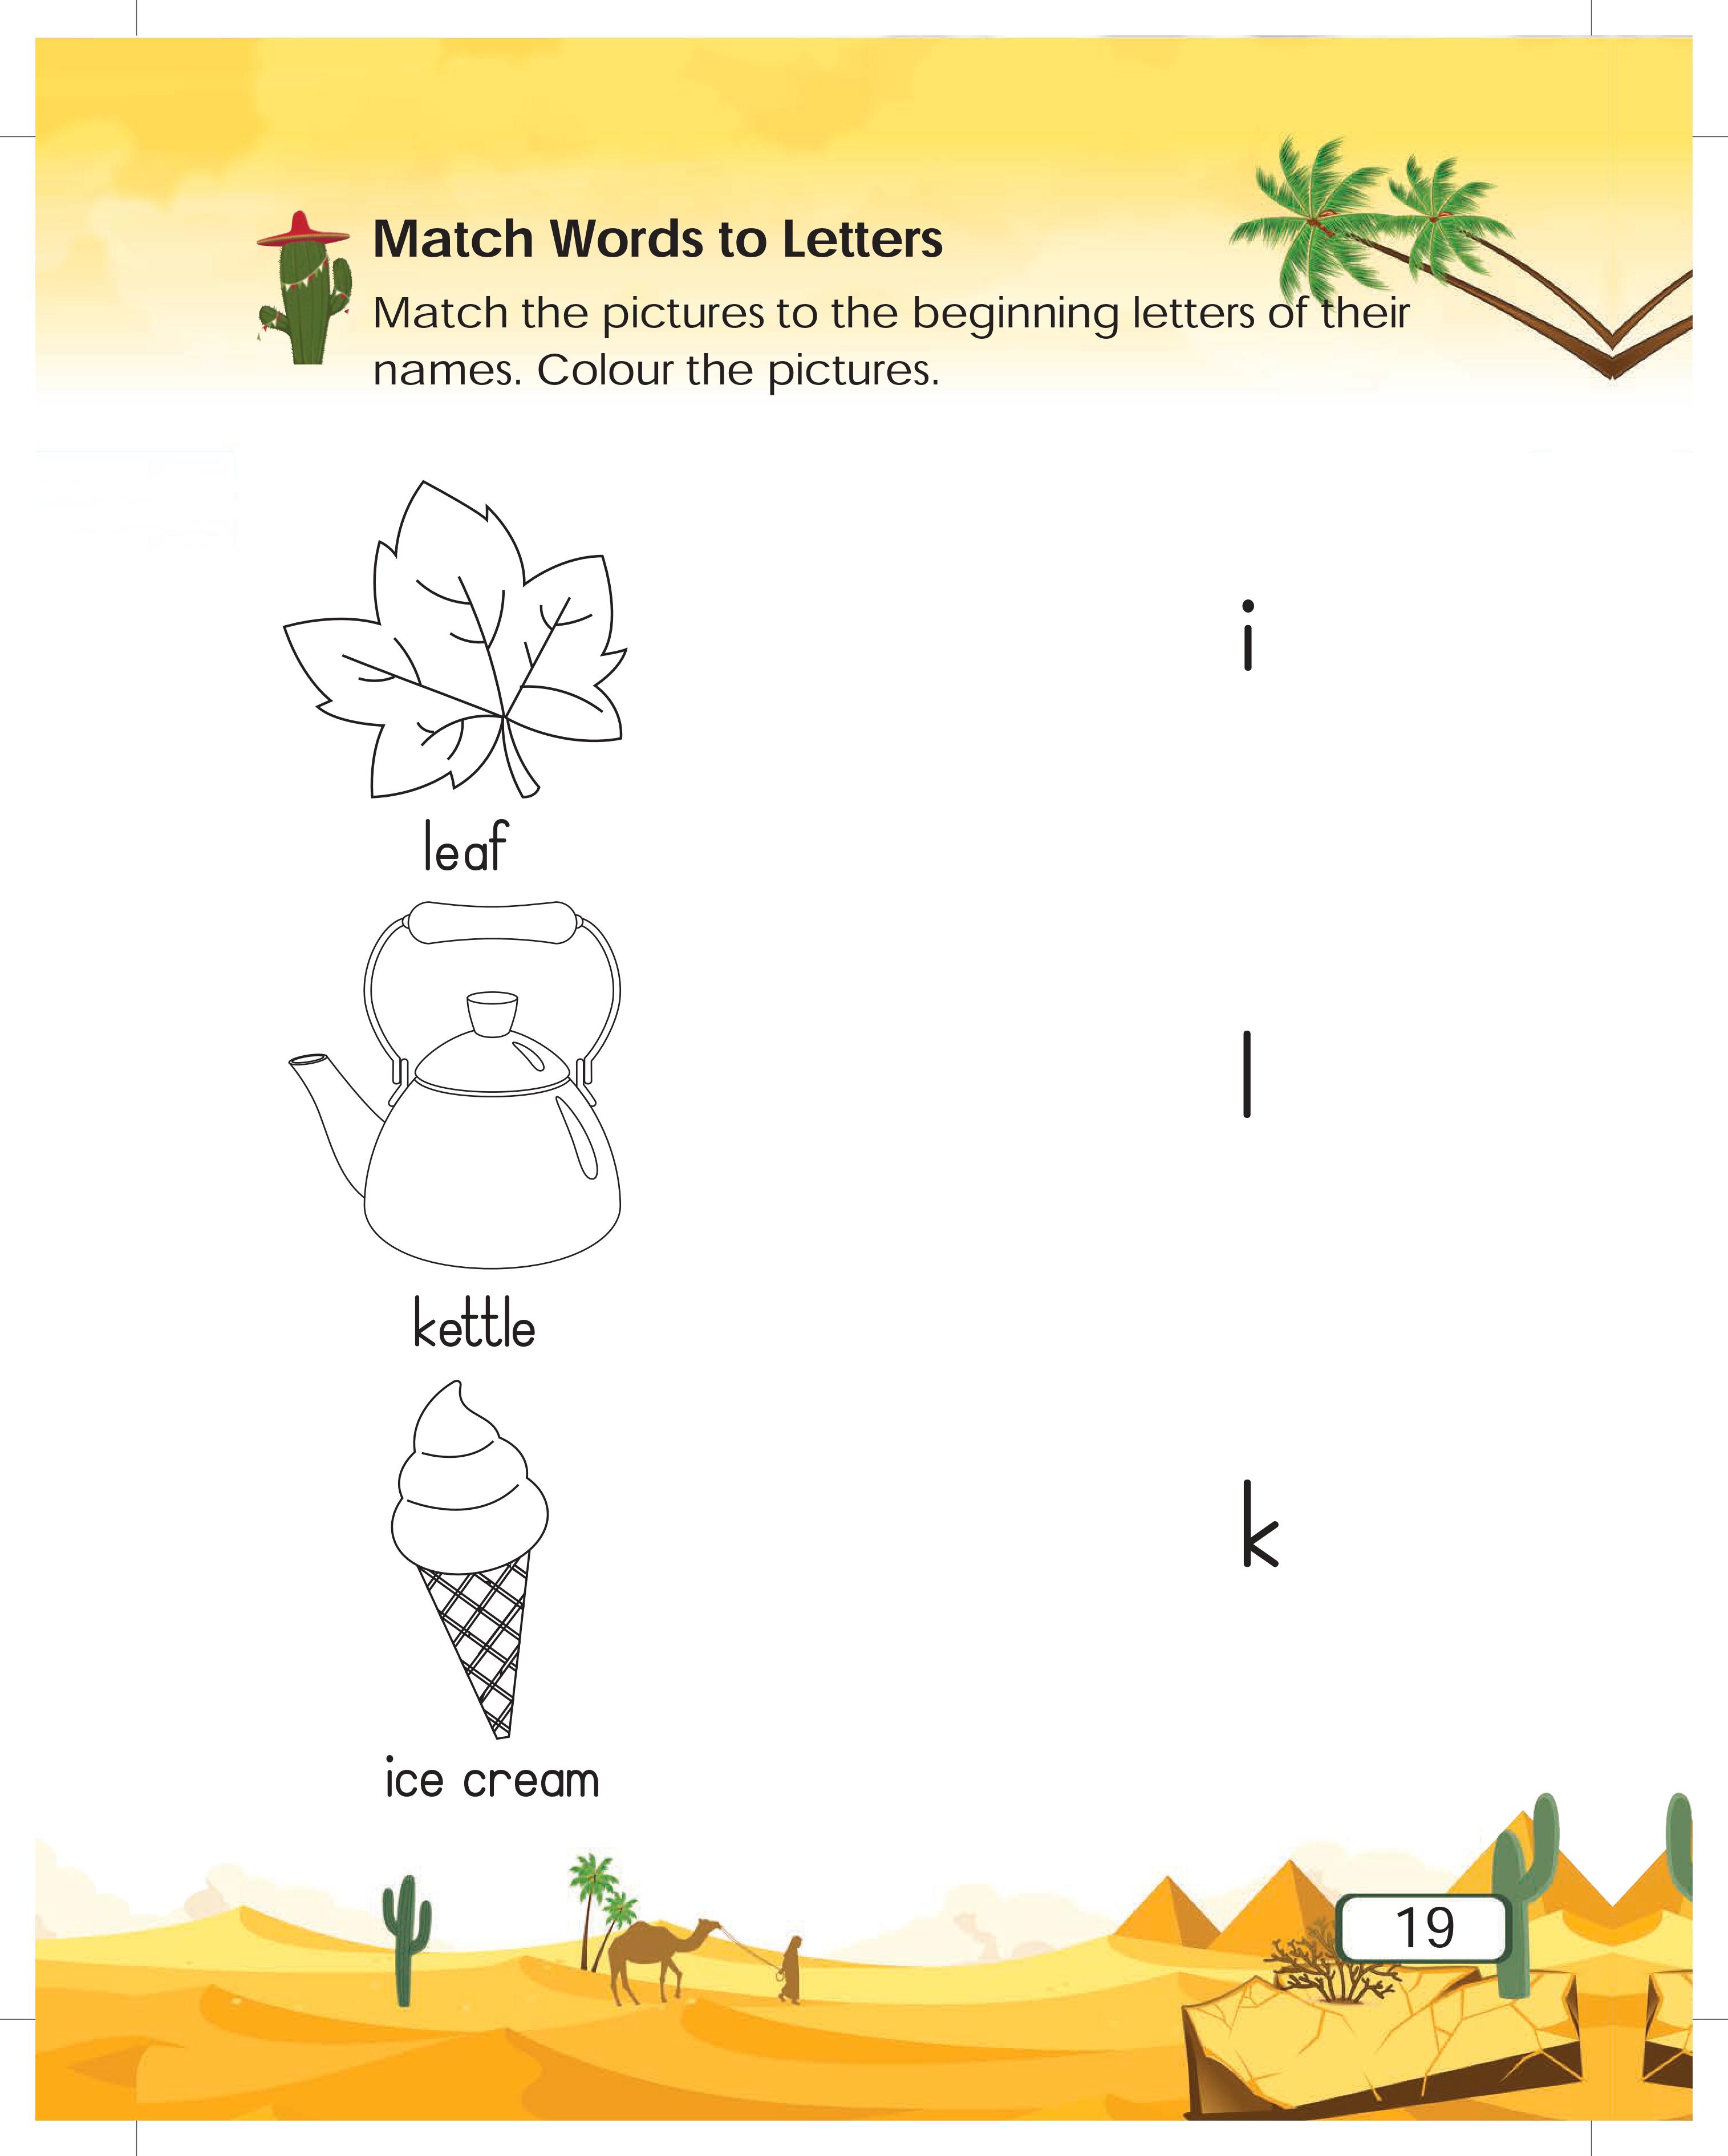 Match Words to Letters
Match the pictures to the beginning letters of their
names. Colour the pictures.
i
leaf
l
kettle
k
ice cream
19